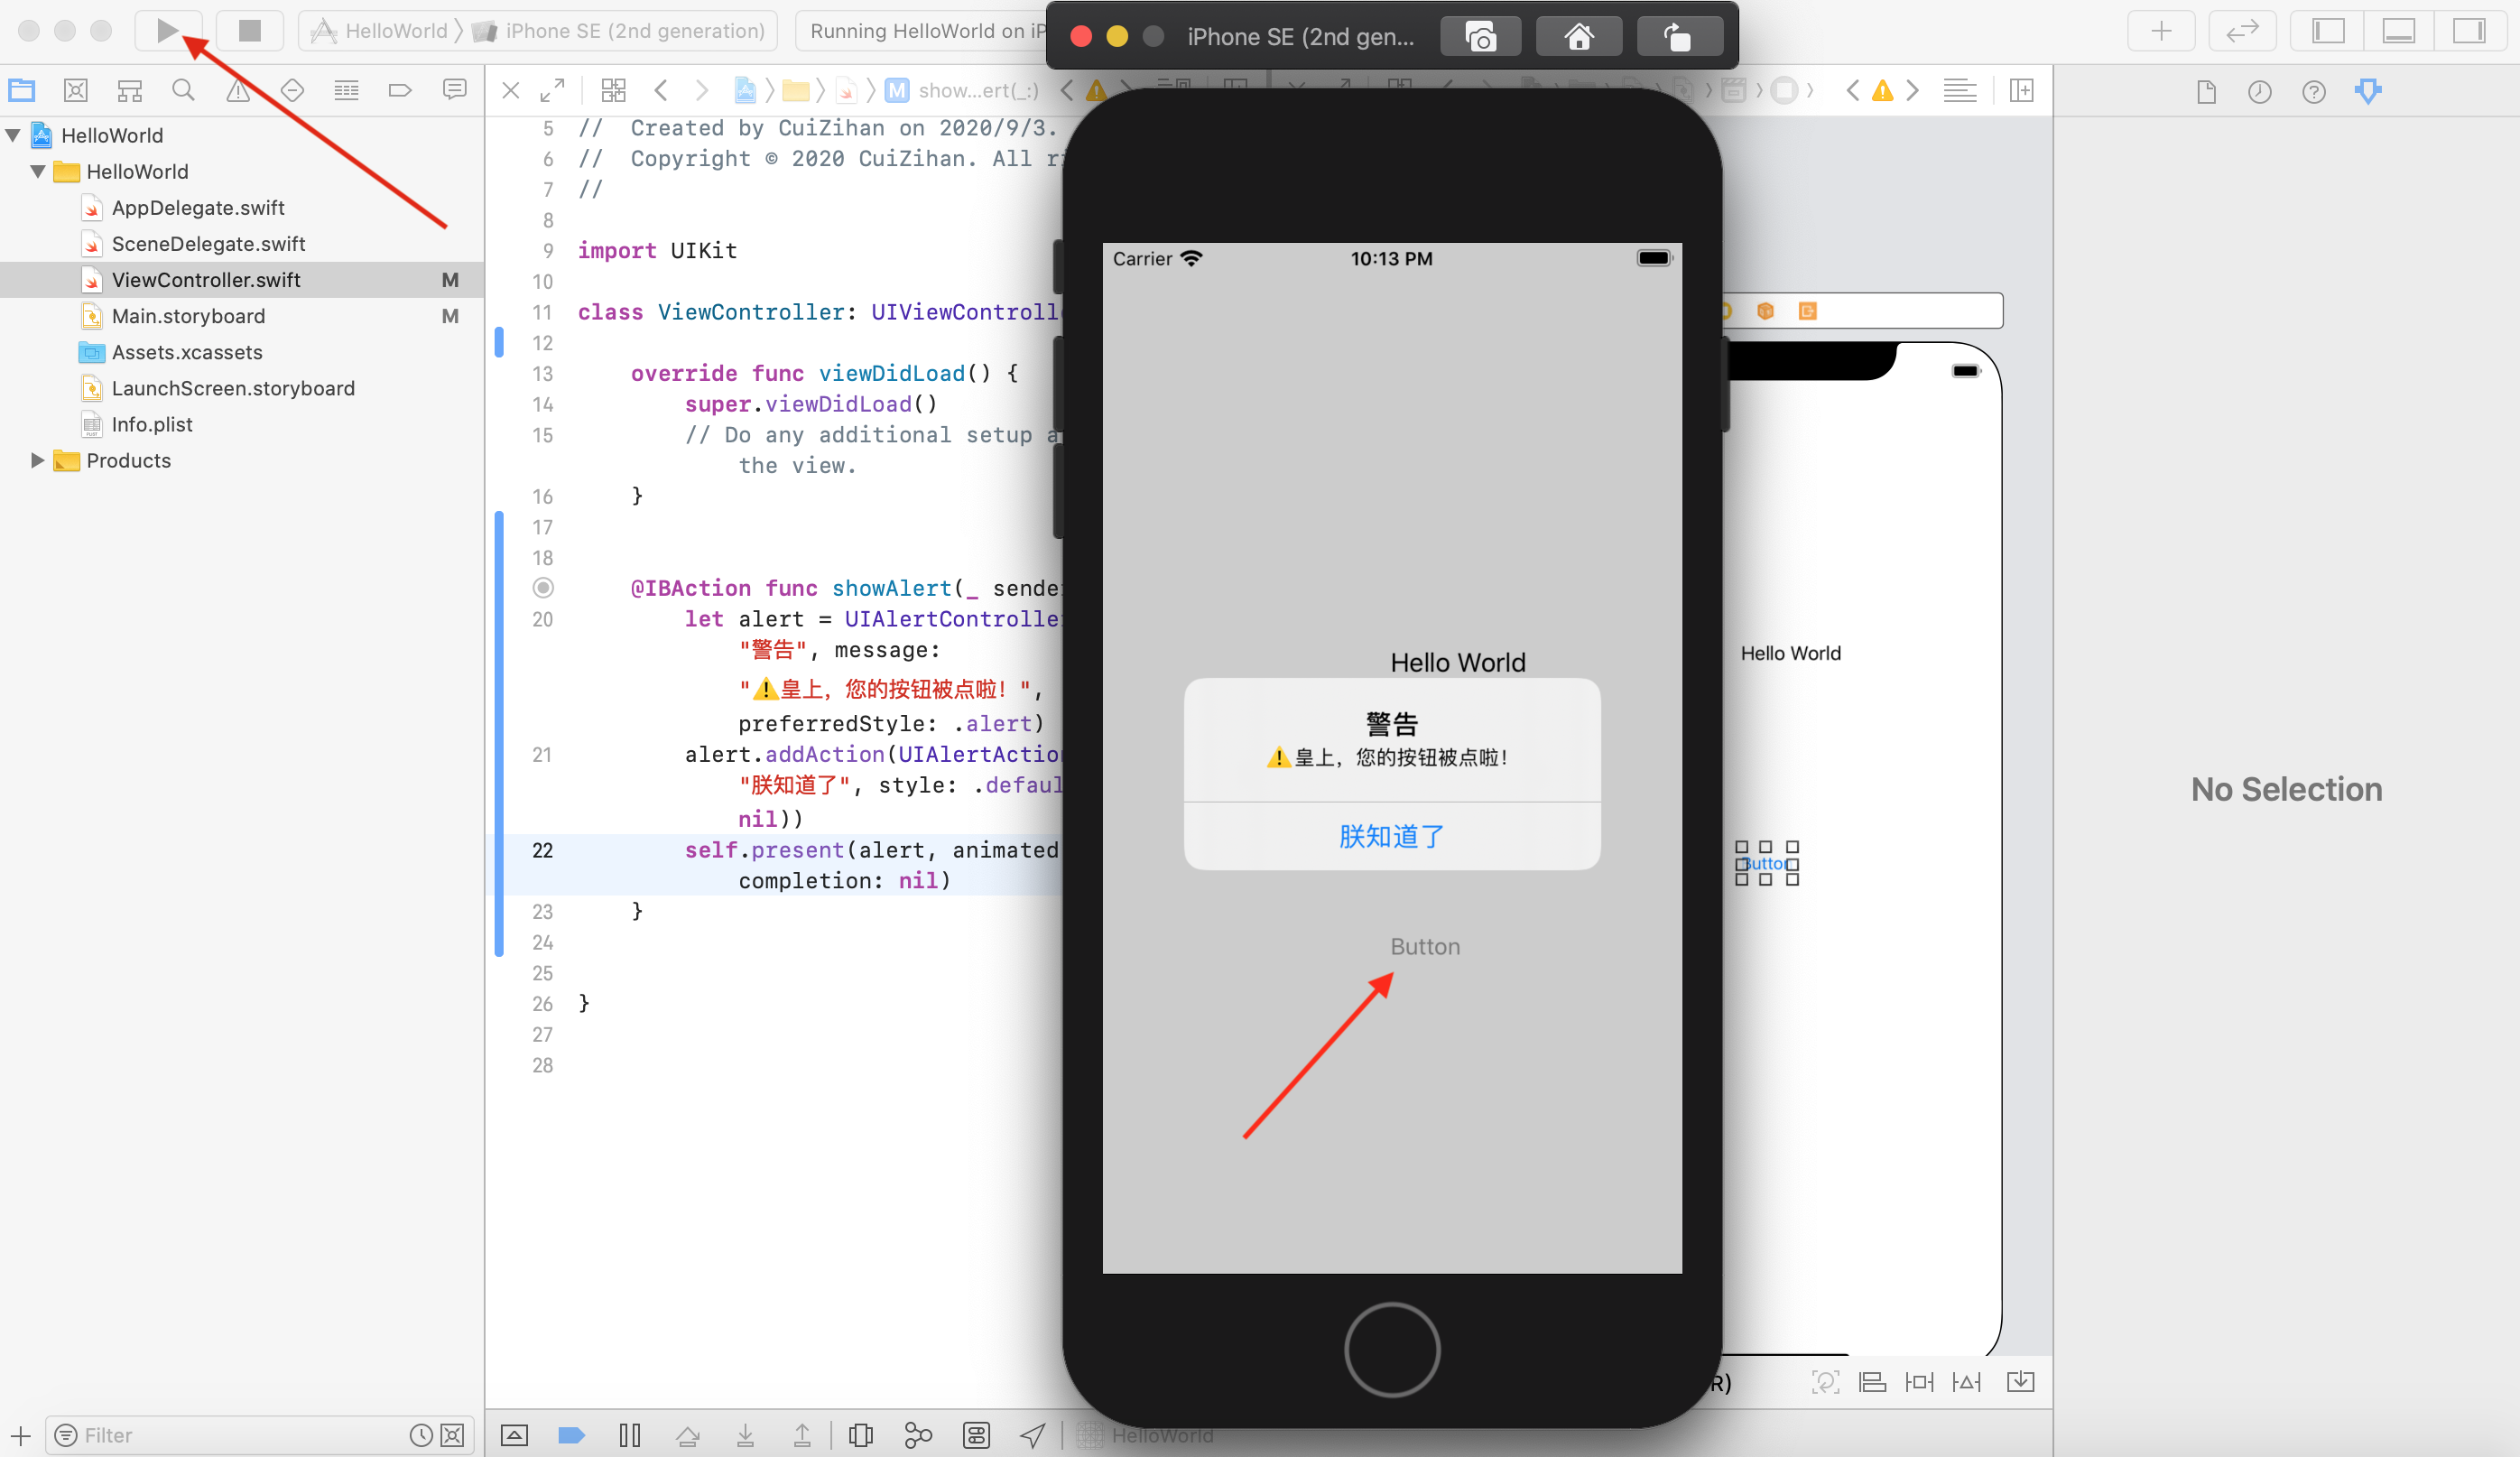 HelloWorld
iPhone SE (2nd generation)
Running HelloWorld on iP
iPhone SE (2nd gen...
M show...ert(_:)
HelloWorld
HelloWorld
AppDelegate.swift
SceneDelegate.swift
ViewController.swift M
Main.storyboard M
Assets.xcassets
LaunchScreen.storyboard
Info.plist
Products
Filter
5 // Created by CuiZihan on 2020/9/3.
6 // Copyright © 2020 CuiZihan. All ri
7 //
8
9 import UIKit
10
11 class ViewController: UIViewControlle
12
13 override func viewDidLoad() {
14 super.viewDidLoad()
15 // Do any additional setup a
the view.
16 }
17
18
@IBAction func showAlert(_ sende
20 let alert = UIAlertController
"警告", message:
"⚠️皇上，您的按钮被点啦！",
preferredStyle: .alert)
21 alert.addAction(UIAlertAction
"朕知道了", style: .defaul
nil))
22 self.present(alert, animated
completion: nil)
23 }
24
25
26 }
27
28
HelloWorld
Carrier 10:13 PM
Hello World
警告
⚠️皇上，您的按钮被点啦！
朕知道了
Button
Hello World
Button
R)
No Selection